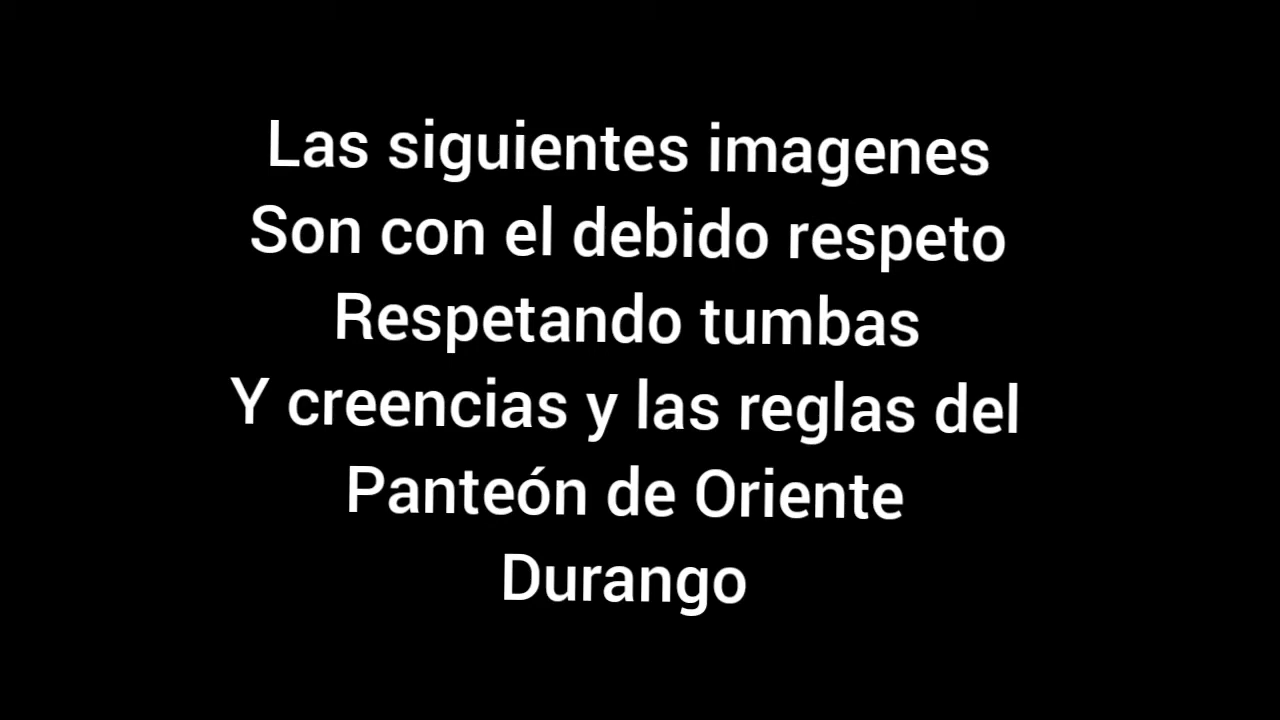 Las siguientes imagenes
Son con el debido respeto
Respetando tumbas
Y creencias y las reglas del
Panteón de Oriente
Durango